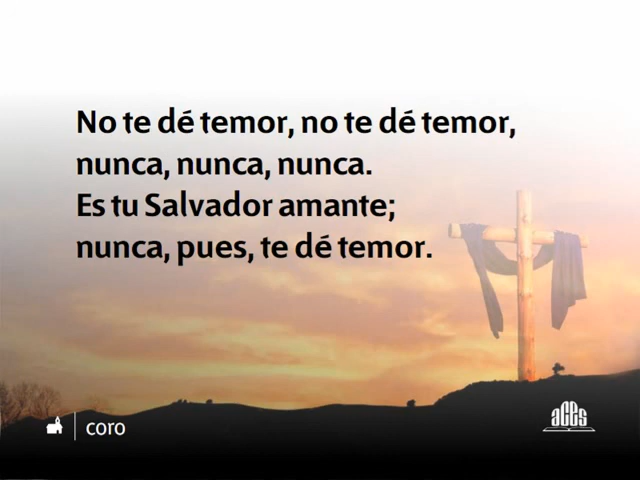 No te dé temor, no te dé temor,
nunca, nunca, nunca.
Es tu Salvador amante;
nunca, pues, te dé temor.
coro
aces